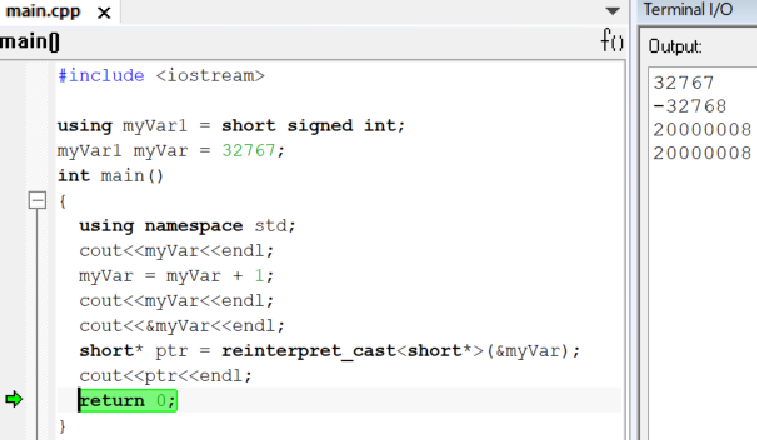 main.cpp x
Terminal I/O
main()
f()
Output:
#include <iostream>
using myVar1 = short signed int;
myVar1 myVar = 32767;
int main()
{
using namespace std;
cout<<myVar<<endl;
myVar = myVar + 1;
cout<<myVar<<endl;
cout<<&myVar<<endl;
short* ptr = reinterpret_cast<short*>(&myVar);
cout<<ptr<<endl;
return 0;
}
32767
-32768
20000008
20000008